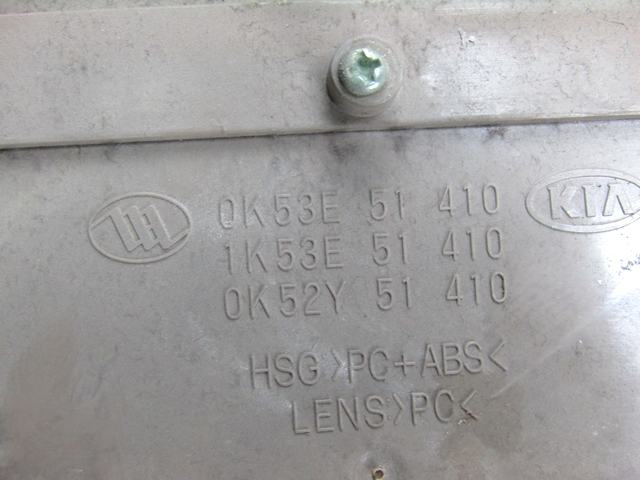 0K53E 51 410 KIA
1K53E 51 410
0K52Y 51 410
HSG >PC+ABS<
LENS >PC<